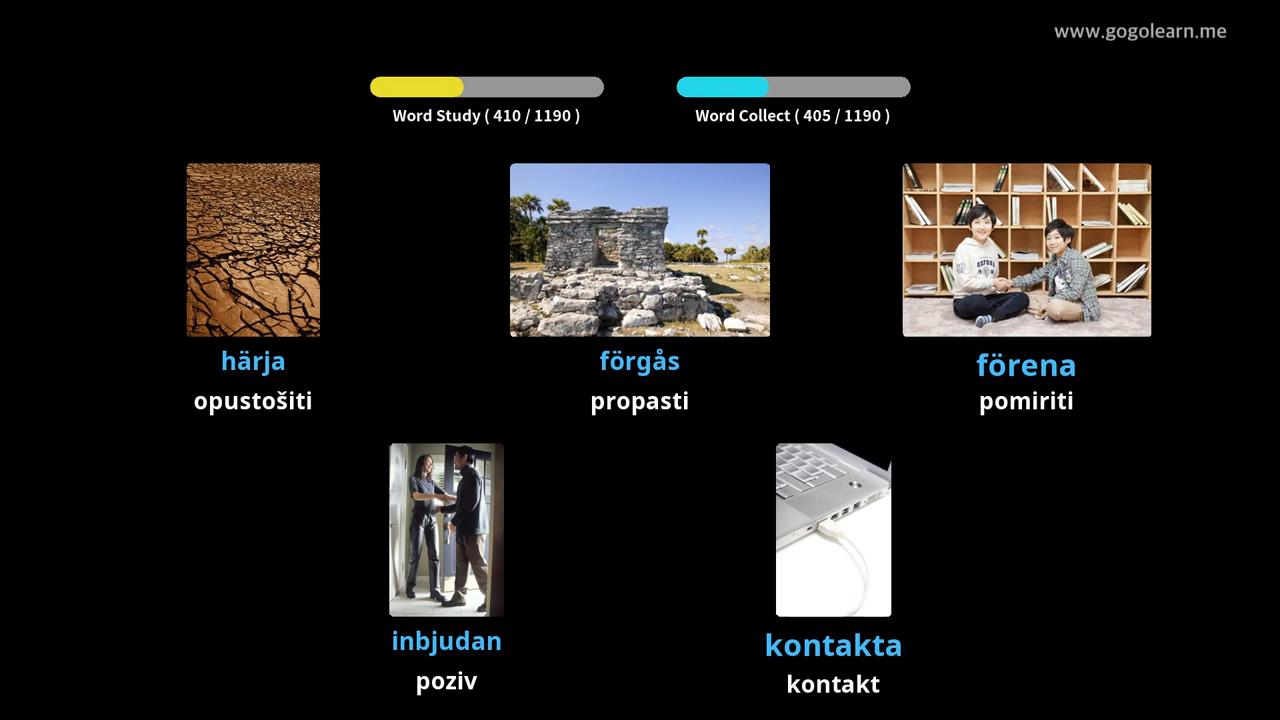 www.gogolearn.me
Word Study ( 410 / 1190 )
Word Collect ( 405 / 1190 )
OXFORD
härja
förgås
förena
opustošiti
propasti
pomiriti
inbjudan
kontakta
poziv
kontakt